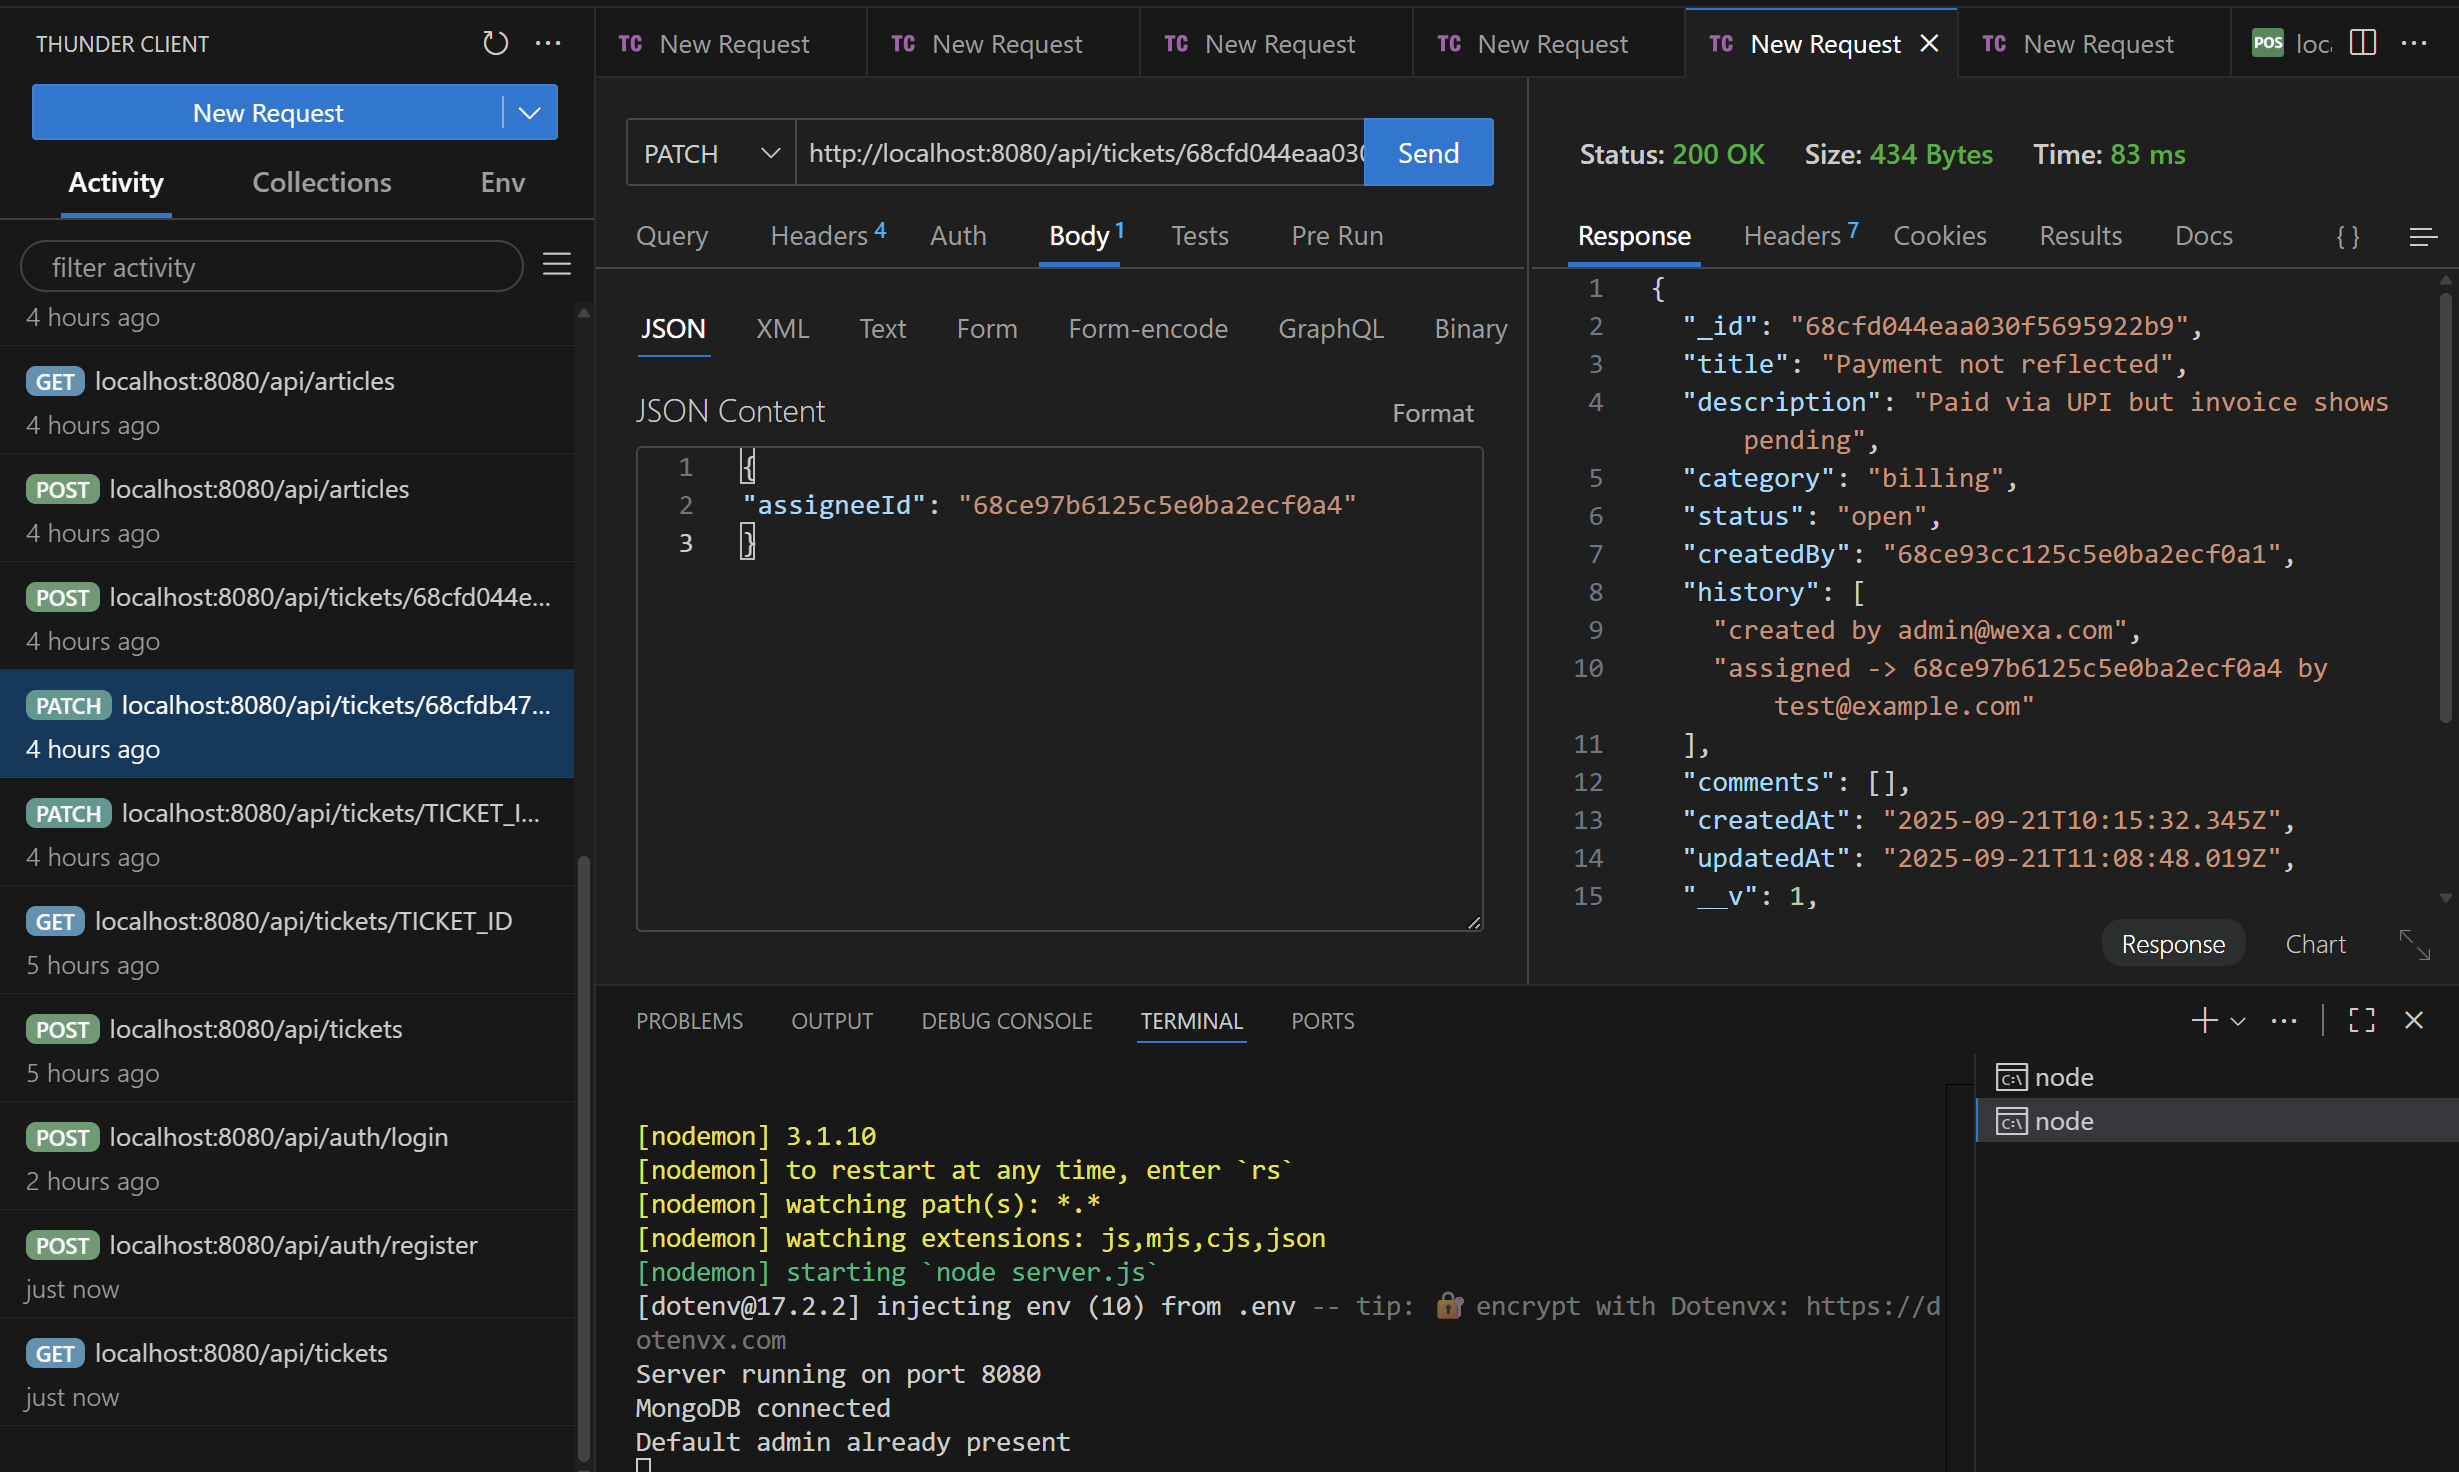 THUNDER CLIENT
New Request
Activity Collections Env
filter activity
4 hours ago
GET localhost:8080/api/articles
4 hours ago
POST localhost:8080/api/articles
4 hours ago
POST localhost:8080/api/tickets/68cfd044e...
4 hours ago
PATCH localhost:8080/api/tickets/68cfdb47...
4 hours ago
PATCH localhost:8080/api/tickets/TICKET_I...
4 hours ago
GET localhost:8080/api/tickets/TICKET_ID
5 hours ago
POST localhost:8080/api/tickets
5 hours ago
POST localhost:8080/api/auth/login
2 hours ago
POST localhost:8080/api/auth/register
just now
GET localhost:8080/api/tickets
just now
TC New Request TC New Request TC New Request TC New Request TC New Request TC New Request POS loc
PATCH http://localhost:8080/api/tickets/68cfd044eaa030 Send
Query Headers 4 Auth Body 1 Tests Pre Run
JSON XML Text Form Form-encode GraphQL Binary
JSON Content Format
1 {
2 "assigneeId": "68ce97b6125c5e0ba2ecf0a4"
3 }
Status: 200 OK Size: 434 Bytes Time: 83 ms
Response Headers 7 Cookies Results Docs { }
1 {
2 "_id": "68cfd044eaa030f5695922b9",
3 "title": "Payment not reflected",
4 "description": "Paid via UPI but invoice shows
pending",
5 "category": "billing",
6 "status": "open",
7 "createdBy": "68ce93cc125c5e0ba2ecf0a1",
8 "history": [
9 "created by admin@wexa.com",
10 "assigned -> 68ce97b6125c5e0ba2ecf0a4 by
test@example.com"
11 ],
12 "comments": [],
13 "createdAt": "2025-09-21T10:15:32.345Z",
14 "updatedAt": "2025-09-21T11:08:48.019Z",
15 "__v": 1,
Response Chart
PROBLEMS OUTPUT DEBUG CONSOLE TERMINAL PORTS
[nodemon] 3.1.10
[nodemon] to restart at any time, enter `rs`
[nodemon] watching path(s): *.*
[nodemon] watching extensions: js,mjs,cjs,json
[nodemon] starting `node server.js`
[dotenv@17.2.2] injecting env (10) from .env -- tip: 🔐 encrypt with Dotenvx: https://d
otenvx.com
Server running on port 8080
MongoDB connected
Default admin already present
node
node